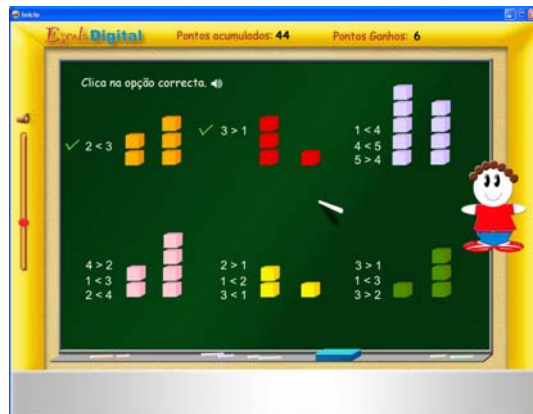 Início
Escola Digital
Pontos acumulados: 44
Pontos Ganhos: 6
Clica na opção correcta.
2 < 3
3 > 1
1 < 4
4 < 5
5 > 4
4 > 2
1 < 3
2 < 4
2 > 1
1 < 2
3 < 1
3 > 1
1 < 3
3 > 2